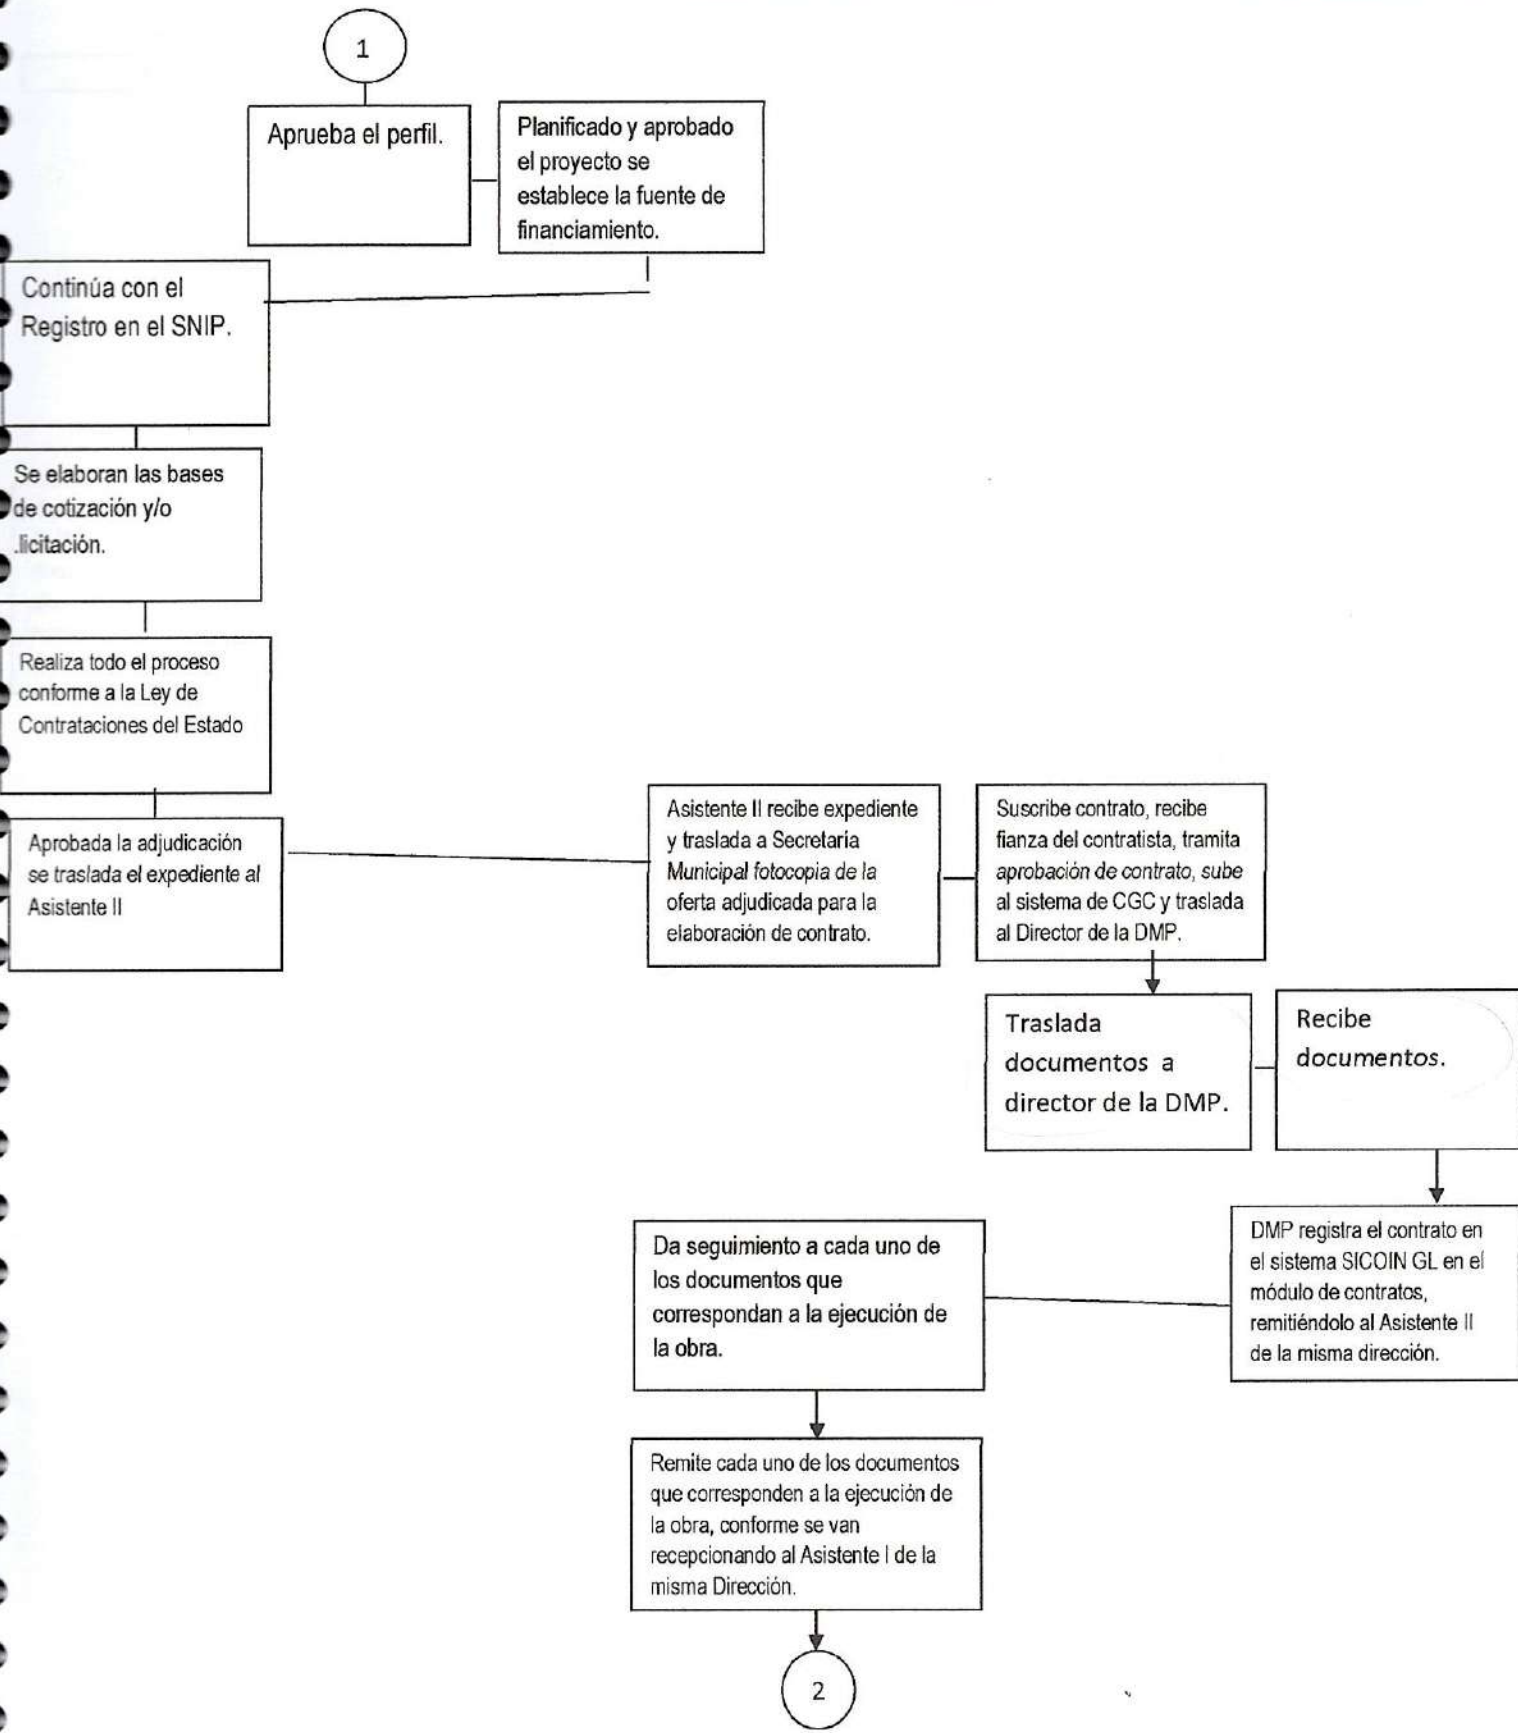 1
Aprueba el perfil.
Planificado y aprobado
el proyecto se
establece la fuente de
financiamiento.
Continúa con el
Registro en el SNIP.
Se elaboran las bases
de cotización y/o
.licitación.
Realiza todo el proceso
conforme a la Ley de
Contrataciones del Estado
Aprobada la adjudicación
se traslada el expediente al
Asistente II
Asistente II recibe expediente
y traslada a Secretaria
Municipal fotocopia de la
oferta adjudicada para la
elaboración de contrato.
Suscribe contrato, recibe
fianza del contratista, tramita
aprobación de contrato, sube
al sistema de CGC y traslada
al Director de la DMP.
Traslada
documentos a
director de la DMP.
Recibe
documentos.
DMP registra el contrato en
el sistema SICOIN GL en el
módulo de contratos,
remitiéndolo al Asistente II
de la misma dirección.
Da seguimiento a cada uno de
los documentos que
correspondan a la ejecución de
la obra.
Remite cada uno de los documentos
que corresponden a la ejecución de
la obra, conforme se van
recepcionando al Asistente I de la
misma Dirección.
2